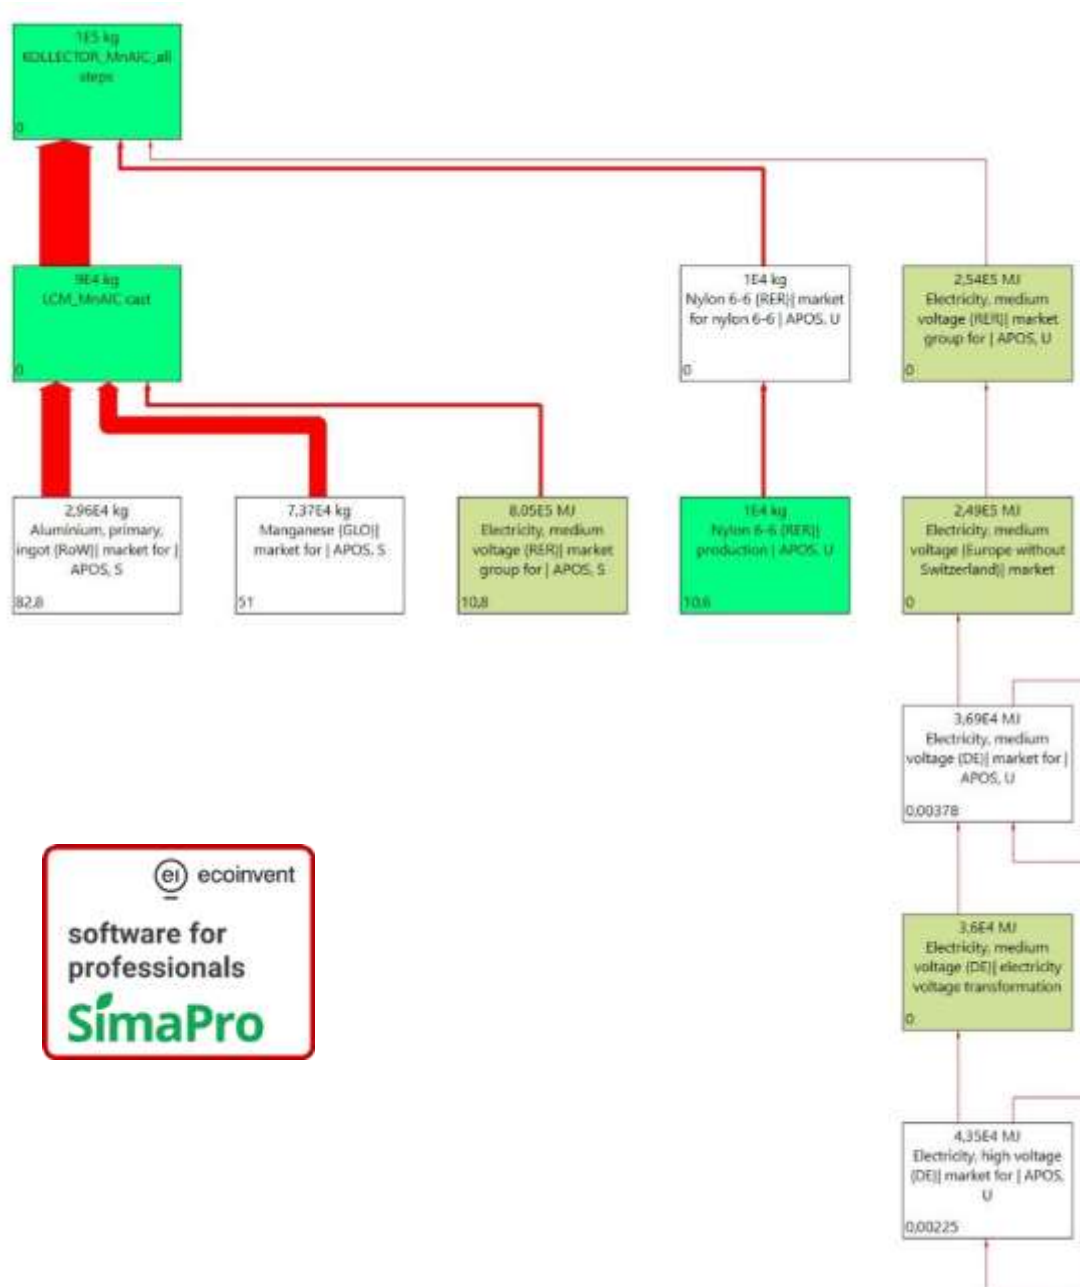 1E5 kg
KOLLECTOR_MnAlC_all
steps
0
9E4 kg
LCM_MnAlC cast
0
1E4 kg
Nylon 6-6 {RER}| market
for nylon 6-6 | APOS, U
0
2,54E5 MJ
Electricity, medium
voltage {RER}| market
group for | APOS, U
0
2,96E4 kg
Aluminium, primary,
ingot {RoW}| market for |
APOS, S
82,8
7,37E4 kg
Manganese {GLO}|
market for | APOS, S
51
8,05E5 MJ
Electricity, medium
voltage {RER}| market
group for | APOS, S
10,8
1E4 kg
Nylon 6-6 {RER}|
production | APOS, U
10,6
2,49E5 MJ
Electricity, medium
voltage {Europe without
Switzerland}| market
0
3,69E4 MJ
Electricity, medium
voltage {DE}| market for |
APOS, U
0,00378
3,6E4 MJ
Electricity, medium
voltage {DE}| electricity
voltage transformation
0
4,35E4 MJ
Electricity, high voltage
{DE}| market for | APOS,
U
0,00225
ei ecoinvent
software for
professionals
SimaPro